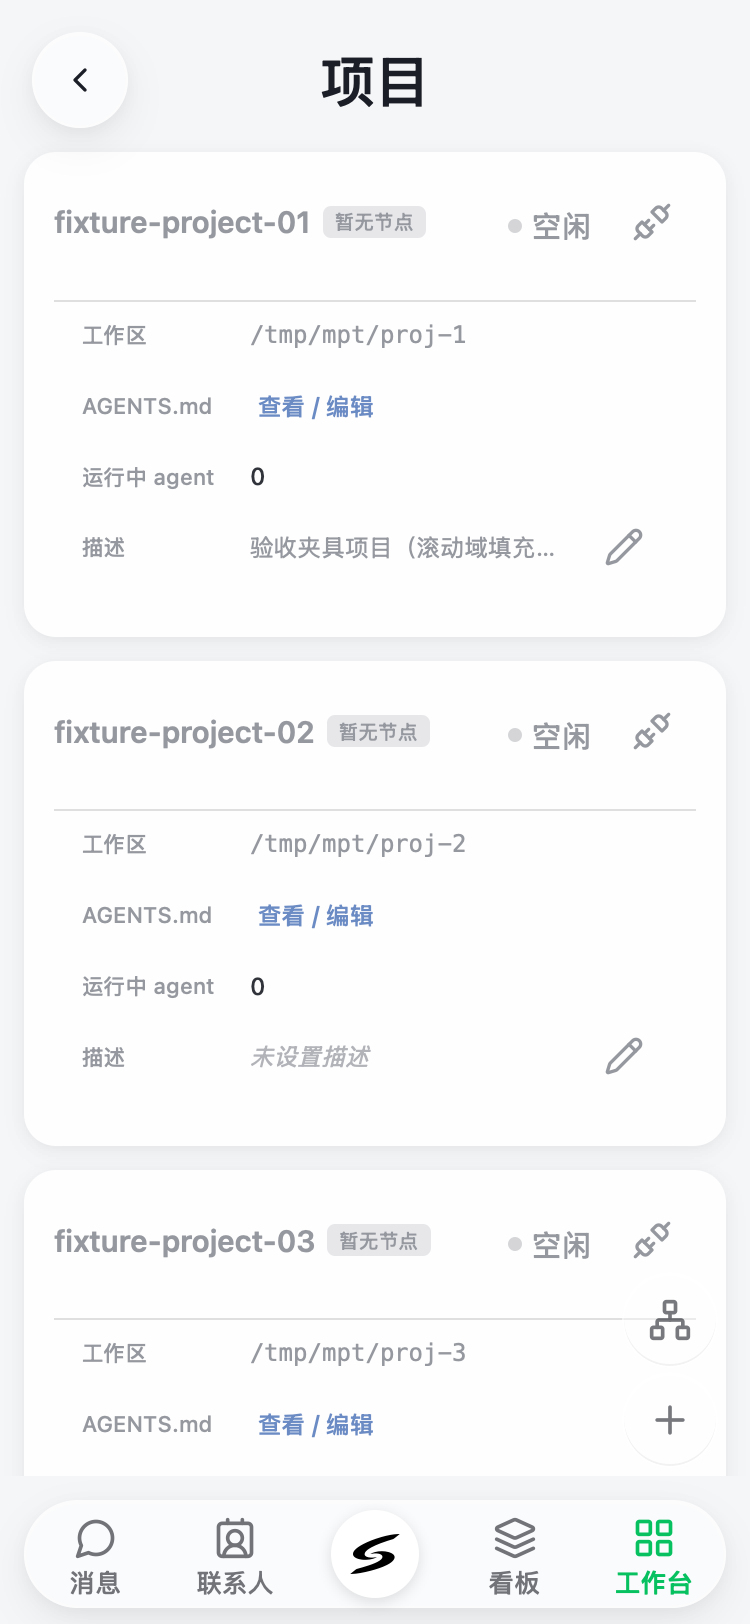 项目
fixture-project-01 暂无节点 空闲
工作区 /tmp/mpt/proj-1
AGENTS.md 查看 / 编辑
运行中 agent 0
描述 验收夹具项目（滚动域填充...
fixture-project-02 暂无节点 空闲
工作区 /tmp/mpt/proj-2
AGENTS.md 查看 / 编辑
运行中 agent 0
描述 未设置描述
fixture-project-03 暂无节点 空闲
工作区 /tmp/mpt/proj-3
AGENTS.md 查看 / 编辑
消息 联系人 看板 工作台